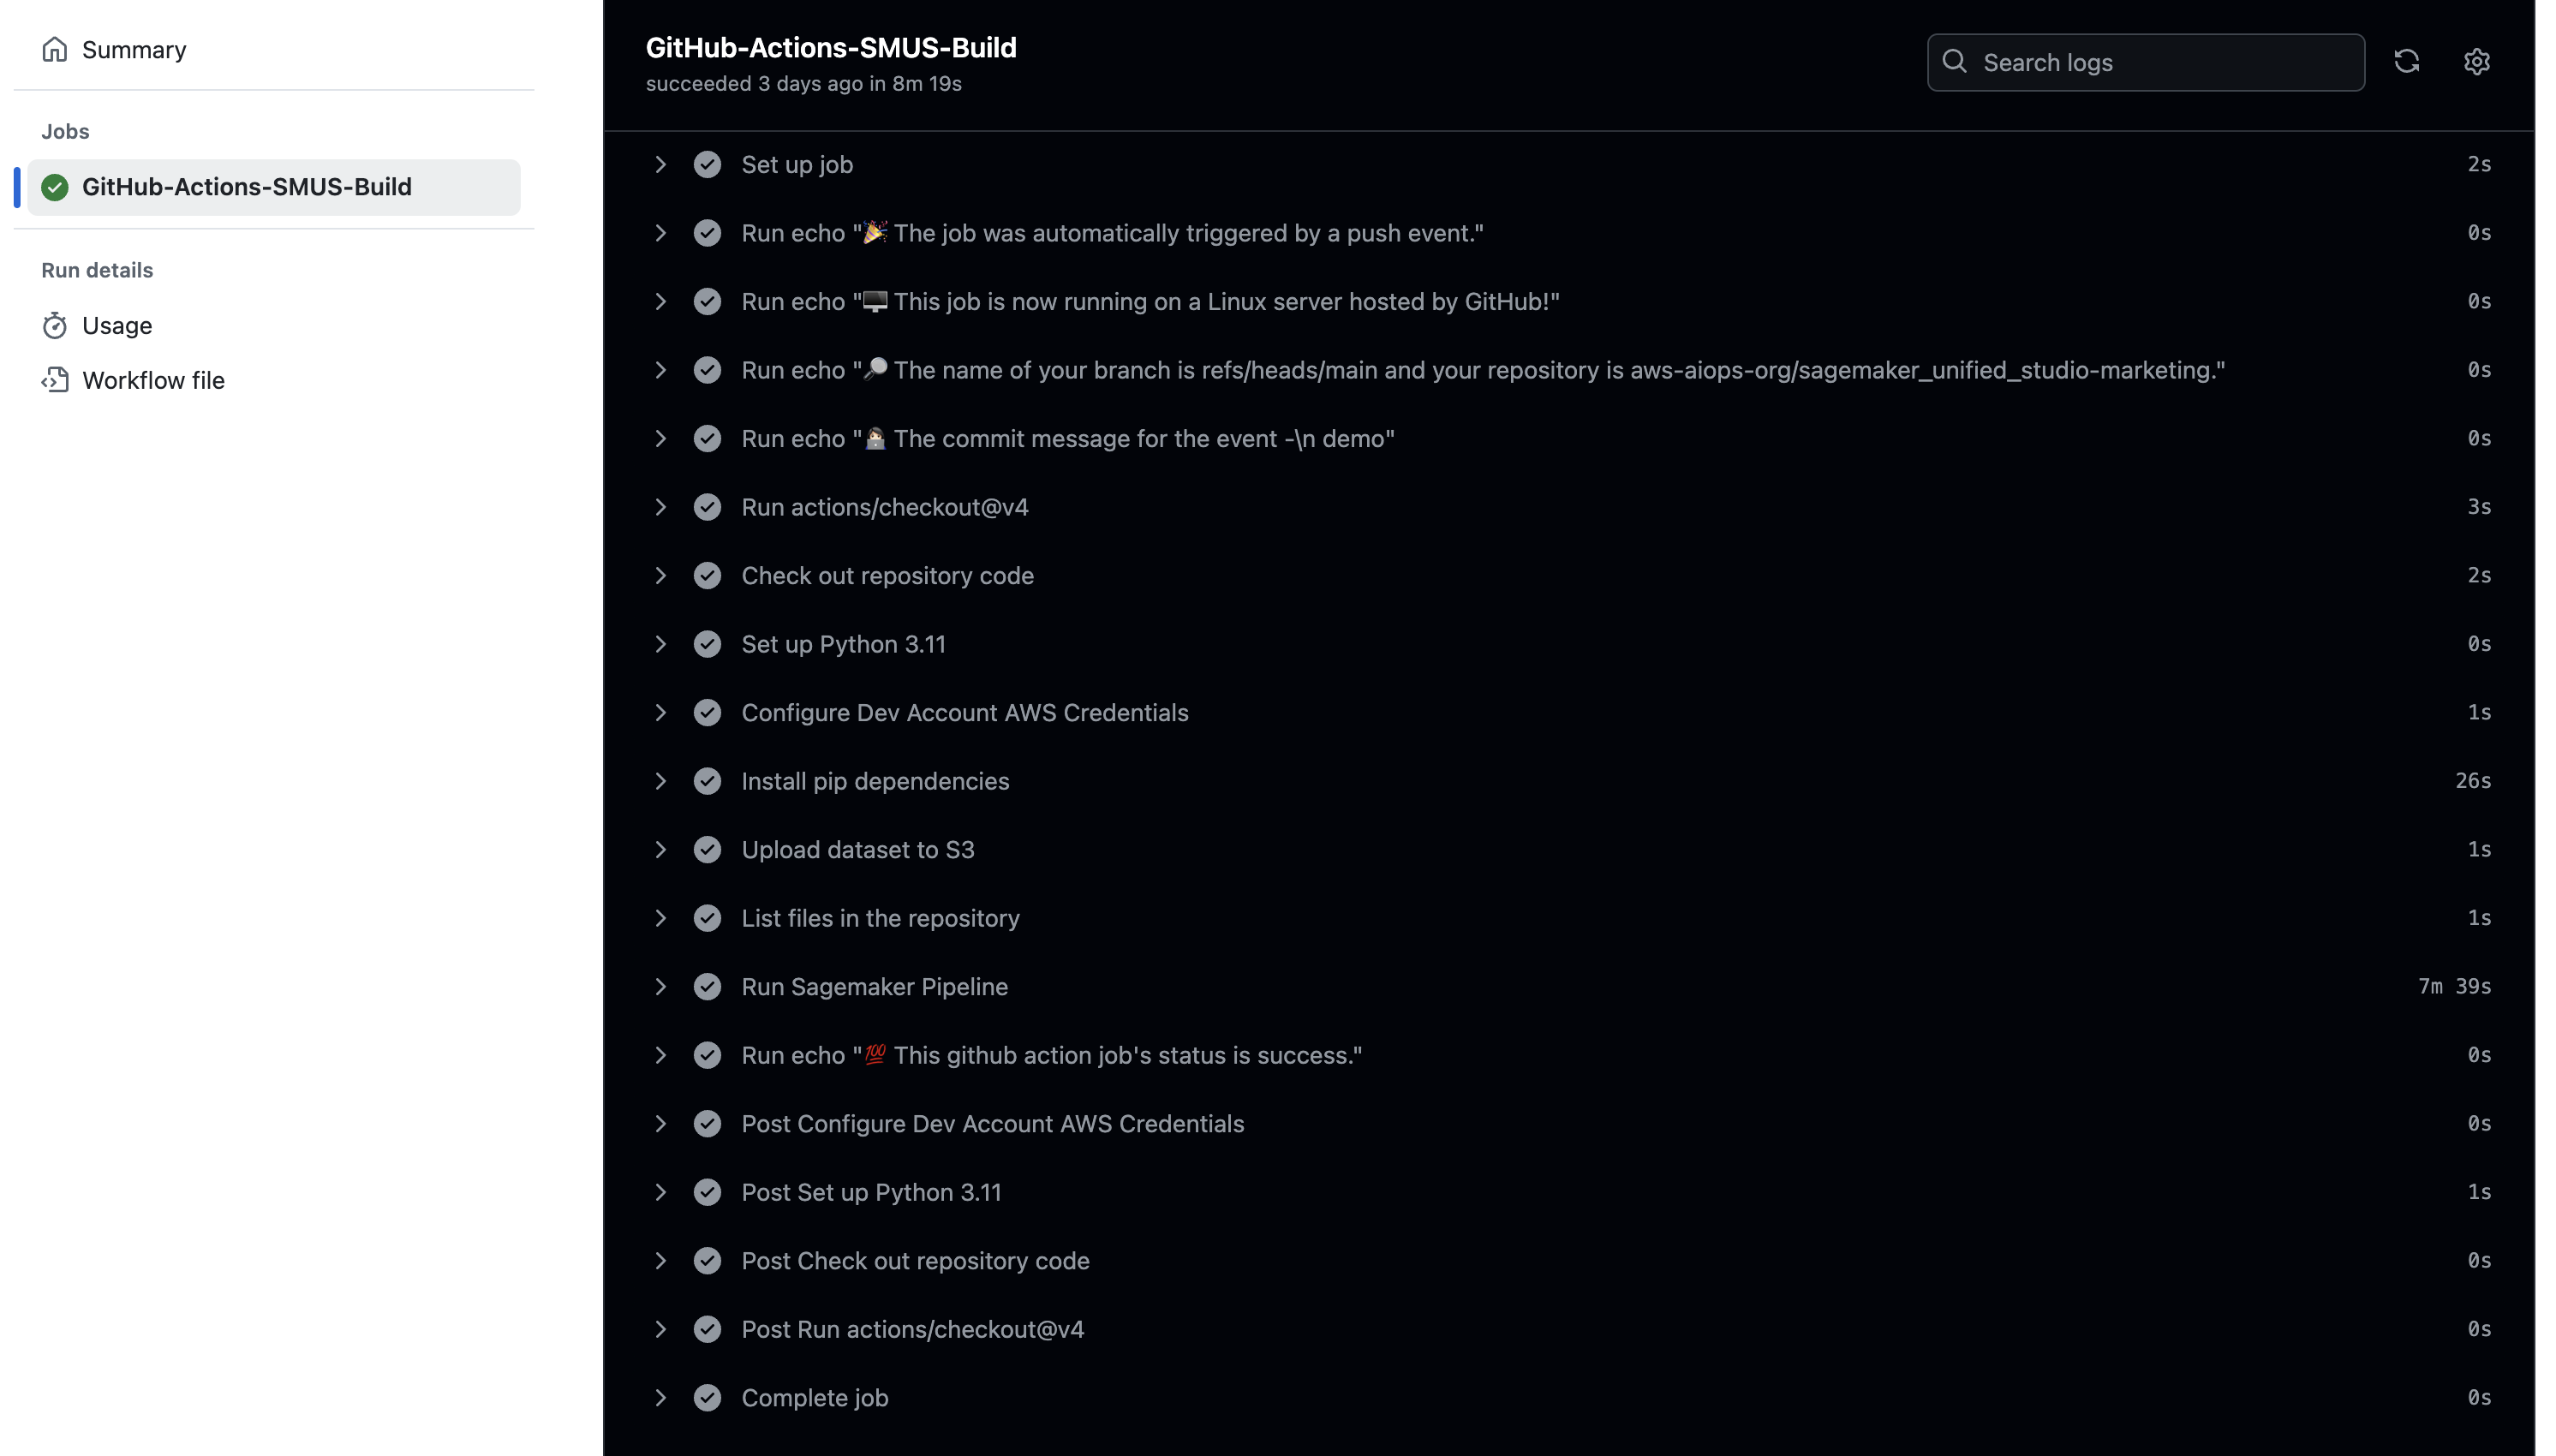 Summary
Jobs
GitHub-Actions-SMUS-Build
Run details
Usage
Workflow file
GitHub-Actions-SMUS-Build
succeeded 3 days ago in 8m 19s
Search logs
Set up job 2s
Run echo "🎉 The job was automatically triggered by a push event." 0s
Run echo "🖥️ This job is now running on a Linux server hosted by GitHub!" 0s
Run echo "🔎 The name of your branch is refs/heads/main and your repository is aws-aiops-org/sagemaker_unified_studio-marketing." 0s
Run echo "🧑🏻‍💻 The commit message for the event -\n demo" 0s
Run actions/checkout@v4 3s
Check out repository code 2s
Set up Python 3.11 0s
Configure Dev Account AWS Credentials 1s
Install pip dependencies 26s
Upload dataset to S3 1s
List files in the repository 1s
Run Sagemaker Pipeline 7m 39s
Run echo "💯 This github action job's status is success." 0s
Post Configure Dev Account AWS Credentials 0s
Post Set up Python 3.11 1s
Post Check out repository code 0s
Post Run actions/checkout@v4 0s
Complete job 0s